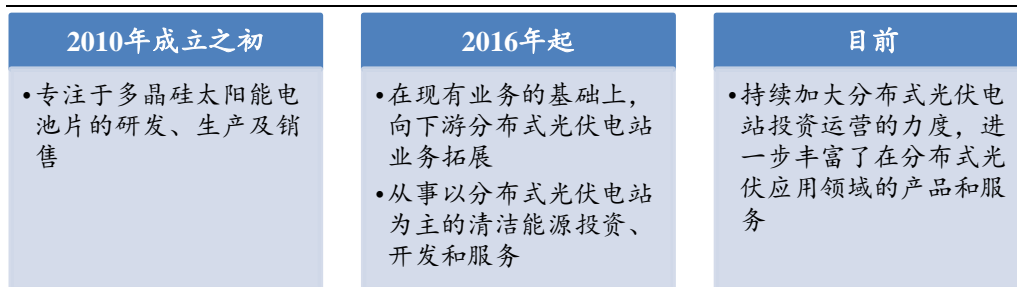 2010年成立之初
•专注于多晶硅太阳能电
池片的研发、生产及销
售
2016年起
•在现有业务的基础上，
向下游分布式光伏电站
业务拓展
•从事以分布式光伏电站
为主的清洁能源投资、
开发和服务
目前
•持续加大分布式光伏电
站投资运营的力度，进
一步丰富了在分布式光
伏应用领域的产品和服
务